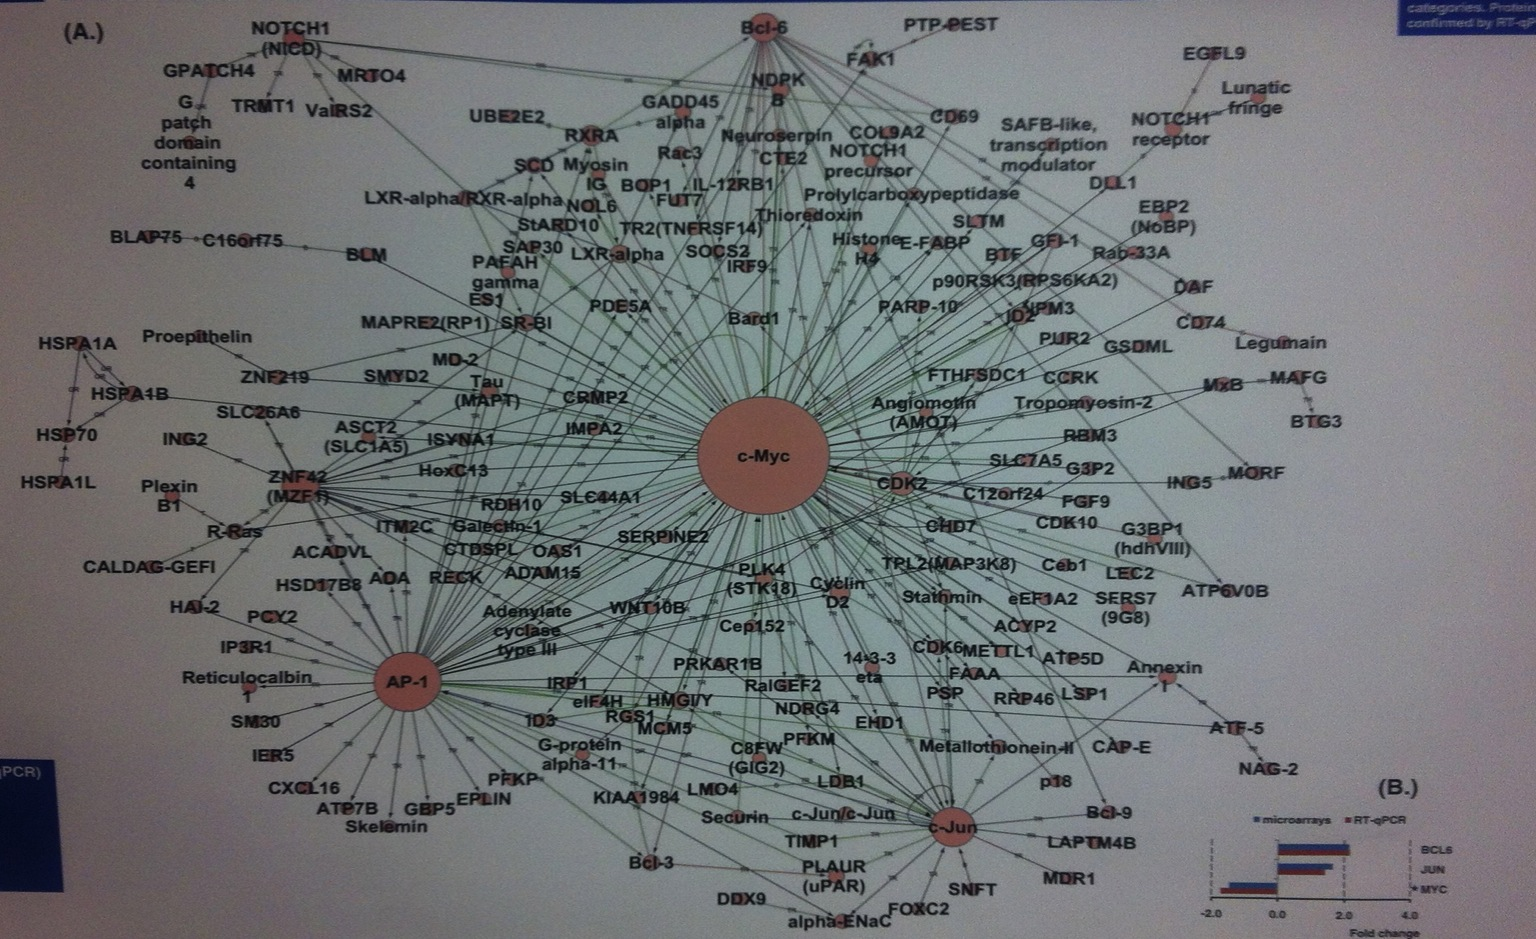 categories. Protein
confirmed by RT-qP
(A.)
NOTCH1
(NICD)
Bcl-6
PTP-PEST
FAK1
EGFL9
GPATCH4
MRTO4
NDPK
B
Lunatic
fringe
G
patch
domain
containing
4
TRMT1
ValRS2
UBE2E2
GADD45
alpha
CD69
NOTCH1
receptor
RXRA
Neuroserpin
COL9A2
SAFB-like,
transcription
modulator
SCD
Myosin
IG
Rac3
CTE2
NOTCH1
precursor
DLL1
LXR-alpha/RXR-alpha
NOL6
BOP1
FUT7
IL-12RB1
Prolylcarboxypeptidase
EBP2
(NoBP)
StARD10
TR2(TNFRSF14)
Thioredoxin
SLTM
BLAP75
C16orf75
BLM
SAP30
LXR-alpha
SOCS2
IRF9
Histone
H4
E-FABP
BTF
GFI-1
Rab-33A
PAFAH
gamma
ES1
p90RSK3(RPS6KA2)
DAF
PDE5A
Bard1
PARP-10
ID2
NPM3
CD74
MAPRE2(RP1)
SR-BI
PUR2
GSDML
Legumain
HSPA1A
Proepithelin
MD-2
ZNF219
SMYD2
Tau
(MAPT)
CRMP2
FTHFSDC1
CCRK
MxB
MAFG
HSPA1B
SLC26A6
Angiomotin
(AMOT)
Tropomyosin-2
BTG3
HSP70
ING2
ASCT2
(SLC1A5)
ISYNA1
IMPA2
c-Myc
RBM3
HSPA1L
ZNF42
(MZF1)
HoxC13
SLC7A5
G3P2
ING5
MORF
Plexin
B1
RDH10
SLC44A1
CDK2
C12orf24
FGF9
R-Ras
ITM2C
Galectin-1
SERPINE2
CHD7
CDK10
G3BP1
(hdhVIII)
CALDAG-GEFI
ACADVL
CTDSPL
OAS1
TPL2(MAP3K8)
Ceb1
LEC2
HSD17B8
ADA
RECK
ADAM15
PLK4
(STK18)
Cyclin
D2
Stathmin
eEF1A2
SERS7
(9G8)
ATP6V0B
HAI-2
PCY2
Adenylate
cyclase
type III
WNT10B
Cep152
ACYP2
IP3R1
PRKAR1B
14-3-3
eta
CDK6
METTL1
ATP5D
Annexin
1
Reticulocalbin
1
AP-1
IRP1
RalGEF2
FAAA
SM30
eIF4H
HMGI/Y
NDRG4
PSP
RRP46
LSP1
ID3
RGS1
MCM5
EHD1
ATF-5
IER5
G-protein
alpha-11
C8FW
(GIG2)
PFKM
Metallothionein-II
CAP-E
NAG-2
PCR)
CXCL16
PFKP
LMO4
LDB1
p18
(B.)
ATP7B
GBP5
EPLIN
KIAA1984
Securin
c-Jun/c-Jun
Bcl-9
Skelemin
c-Jun
TIMP1
LAPTM4B
Bcl-3
PLAUR
(uPAR)
SNFT
MDR1
DDX9
alpha-ENaC
FOXC2
microarrays
RT-qPCR
BCL6
JUN
* MYC
-2.0
0.0
2.0
4.0
Fold change